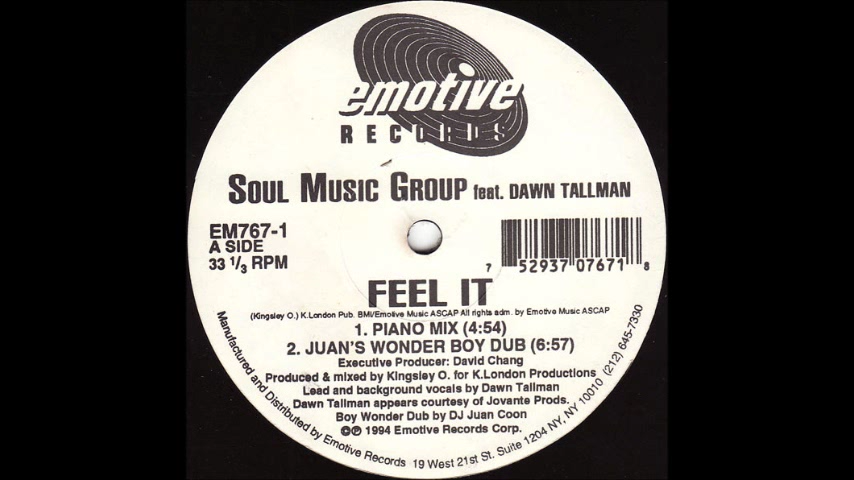 emotive
RECORDS
SOUL MUSIC GROUP feat. DAWN TALLMAN
EM767-1
A SIDE
33 1/3 RPM
7 52937 07671 8
FEEL IT
(Kingsley O.) K.London Pub. BMI/Emotive Music ASCAP All rights adm. by Emotive Music ASCAP
1. PIANO MIX (4:54)
2. JUAN'S WONDER BOY DUB (6:57)
Executive Producer: David Chang
Produced & mixed by Kingsley O. for K.London Productions
Lead and background vocals by Dawn Tallman
Dawn Tallman appears courtesy of Jovante Prods.
Boy Wonder Dub by DJ Juan Coon
©℗ 1994 Emotive Records Corp.
Manufactured and Distributed by Emotive Records 19 West 21st St. Suite 1204 NY, NY 10010 (212) 645-7330